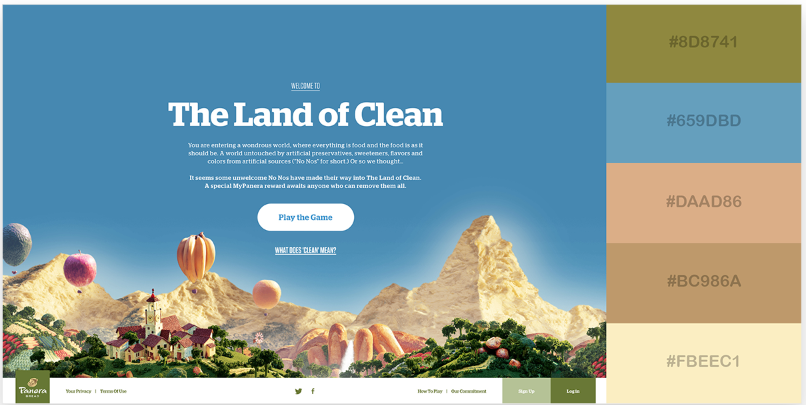 WELCOME TO
The Land of Clean
You are entering a wondrous world, where everything is food and the food is as it
should be. A world untouched by artificial preservatives, sweeteners, flavors and
colors from artificial sources ("No Nos" for short.) Or so we thought...
It seems some unwelcome No Nos have made their way into The Land of Clean.
A special MyPanera reward awaits anyone who can remove them all.
Play the Game
WHAT DOES 'CLEAN' MEAN?
Panera
BREAD
Your Privacy | Terms Of Use
How To Play | Our Commitment
Sign Up
Log in
#8D8741
#659DBD
#DAAD86
#BC986A
#FBEEC1